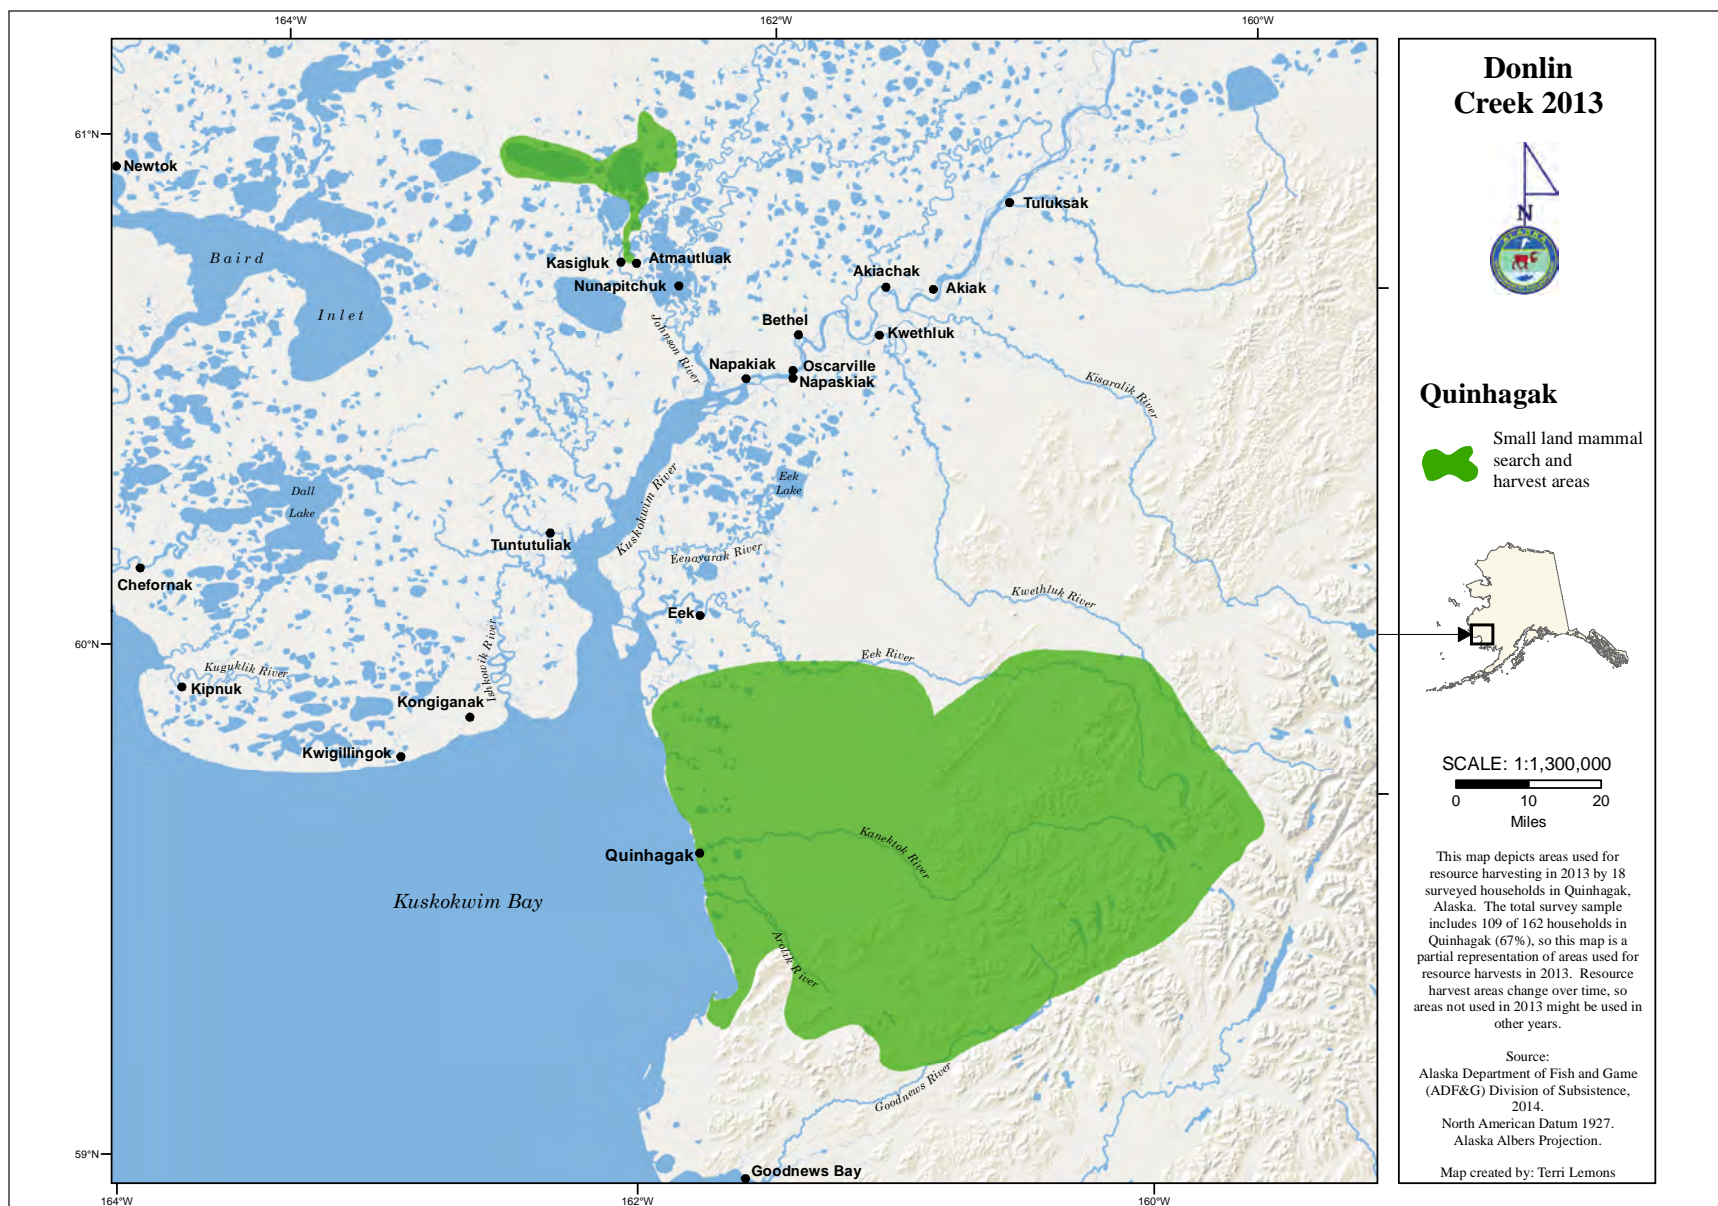 164°W
162°W
160°W
61°N
Newtok
Baird
Inlet
Kasigluk
Atmautluak
Nunapitchuk
Johnson River
Tuluksak
Akiachak
Akiak
Bethel
Kwethluk
Napakiak
Oscarville
Napaskiak
Kisaralik River
Kuskokwim River
Eek
Lake
Dall
Lake
Tuntutuliak
Eenayarak River
Chefornak
Eek
Kwethluk River
60°N
Eek River
Ishkowik River
Kuguklik River
Kipnuk
Kongiganak
Kwigillingok
Quinhagak
Kanektok River
Kuskokwim Bay
Arolik River
Goodnews River
59°N
Goodnews Bay
164°W
162°W
160°W
Donlin
Creek 2013
N
ALASKA
Quinhagak
Small land mammal
search and
harvest areas
SCALE: 1:1,300,000
0 10 20
Miles
This map depicts areas used for
resource harvesting in 2013 by 18
surveyed households in Quinhagak,
Alaska. The total survey sample
includes 109 of 162 households in
Quinhagak (67%), so this map is a
partial representation of areas used for
resource harvests in 2013. Resource
harvest areas change over time, so
areas not used in 2013 might be used in
other years.
Source:
Alaska Department of Fish and Game
(ADF&G) Division of Subsistence,
2014.
North American Datum 1927.
Alaska Albers Projection.
Map created by: Terri Lemons